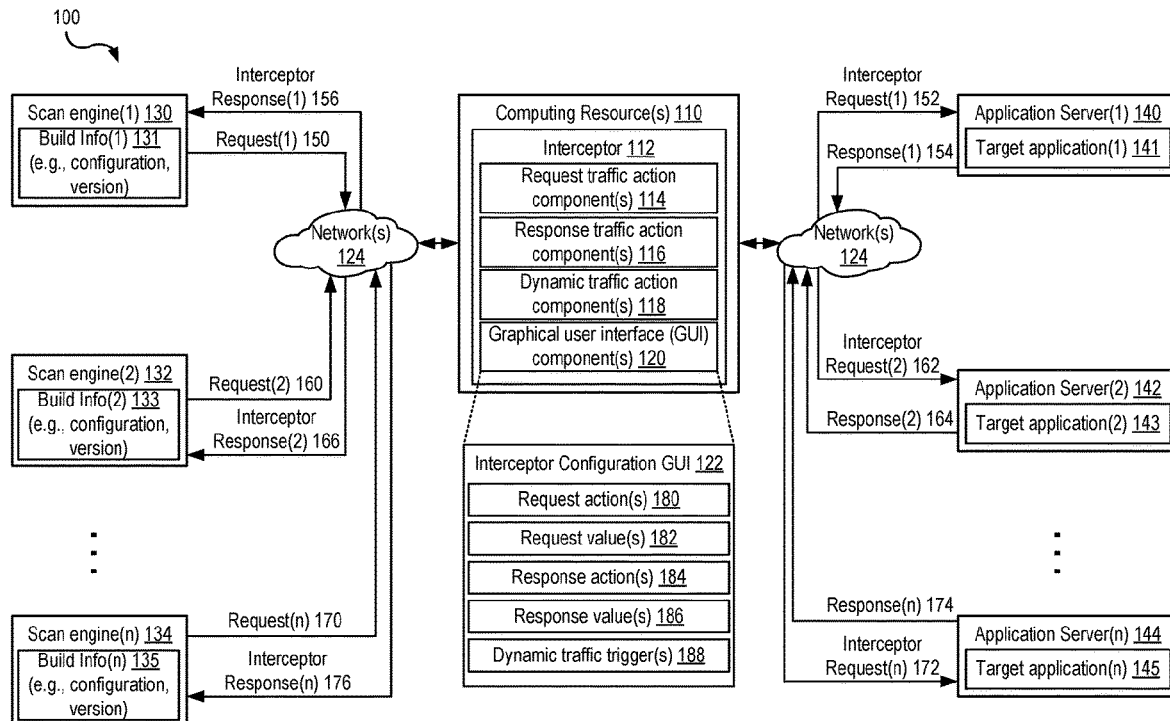 100
Interceptor
Response(1) 156
Request(1) 150
Scan engine(1) 130
Build Info(1) 131
(e.g., configuration,
version)
Network(s)
124
Scan engine(2) 132
Build Info(2) 133
(e.g., configuration,
version)
Request(2) 160
Interceptor
Response(2) 166
Scan engine(n) 134
Build Info(n) 135
(e.g., configuration,
version)
Request(n) 170
Interceptor
Response(n) 176
Computing Resource(s) 110
Interceptor 112
Request traffic action
component(s) 114
Response traffic action
component(s) 116
Dynamic traffic action
component(s) 118
Graphical user interface (GUI)
component(s) 120
Interceptor Configuration GUI 122
Request action(s) 180
Request value(s) 182
Response action(s) 184
Response value(s) 186
Dynamic traffic trigger(s) 188
Interceptor
Request(1) 152
Response(1) 154
Application Server(1) 140
Target application(1) 141
Network(s)
124
Interceptor
Request(2) 162
Response(2) 164
Application Server(2) 142
Target application(2) 143
Response(n) 174
Interceptor
Request(n) 172
Application Server(n) 144
Target application(n) 145